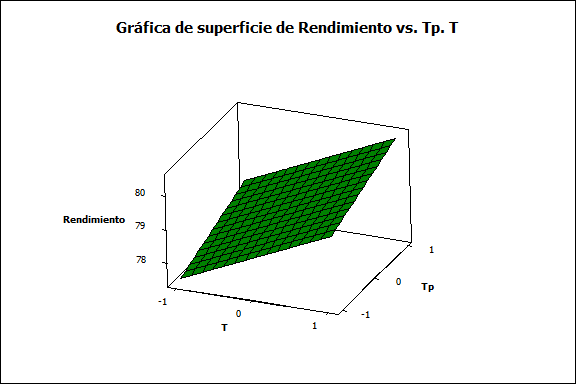 Gráfica de superficie de Rendimiento vs. Tp. T
80
79
78
Rendimiento
-1
0
1
T
-1
0
1
Tp